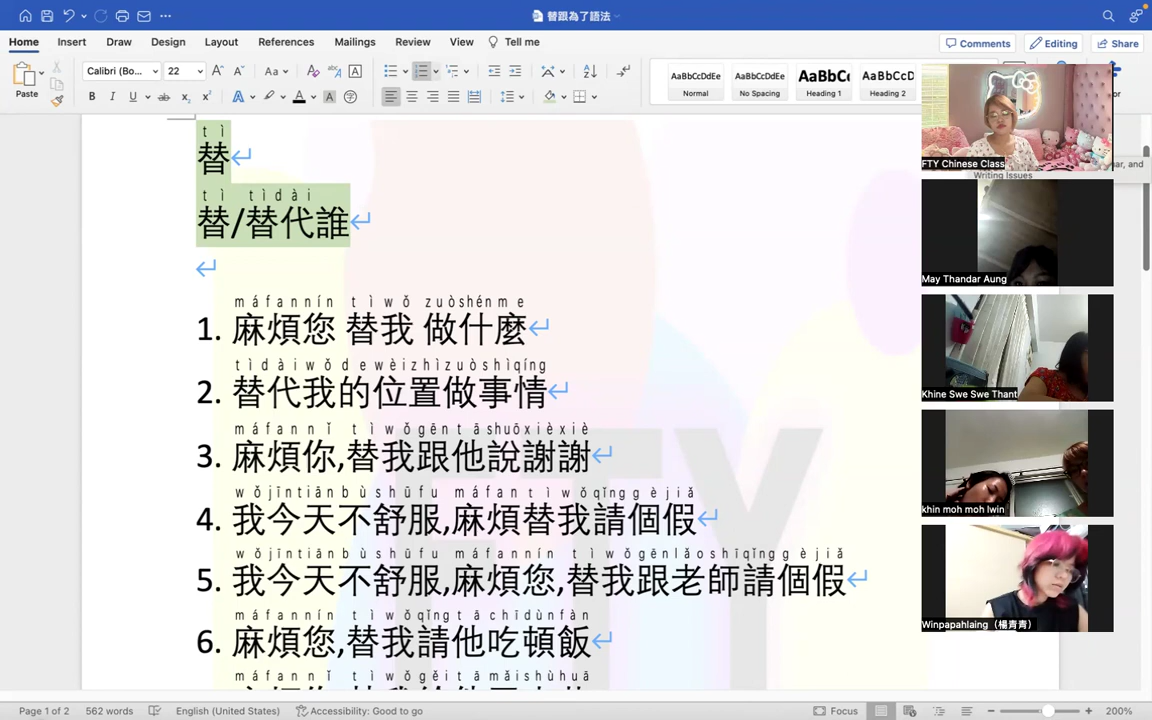 替跟為了語法
Home Insert Draw Design Layout References Mailings Review View Tell me
Comments Editing Share
Paste
Calibri (Bo... 22
B I U ab x₂ x² A A A
AaBbCcDdEe AaBbCcDdEe AaBbCc AaBbCcD
Normal No Spacing Heading 1 Heading 2
FTY Chinese Class
Writing Issues
May Thandar Aung
Khine Swe Swe Thant
khin moh moh lwin
Winpapahlaing（楊青青）
tì
替
tì tìdài
替/替代誰
máfannín tìwǒ zuòshénme
1. 麻煩您 替我 做什麼
tìdàiwǒdewèizhìzuòshìqíng
2. 替代我的位置做事情
máfannǐ tìwǒgēntāshuōxièxiè
3. 麻煩你,替我跟他說謝謝
wǒjīntiānbùshūfu máfantìwǒqǐnggèjiǎ
4. 我今天不舒服,麻煩替我請個假
wǒjīntiānbùshūfu máfannín tìwǒgēnlǎoshīqǐnggèjiǎ
5. 我今天不舒服,麻煩您,替我跟老師請個假
máfannín tìwǒqǐngtāchīdùnfàn
6. 麻煩您,替我請他吃頓飯
máfannǐ tìwǒgěitāmǎishùhuā
FTY
Page 1 of 2 562 words English (United States) Accessibility: Good to go Focus 200%